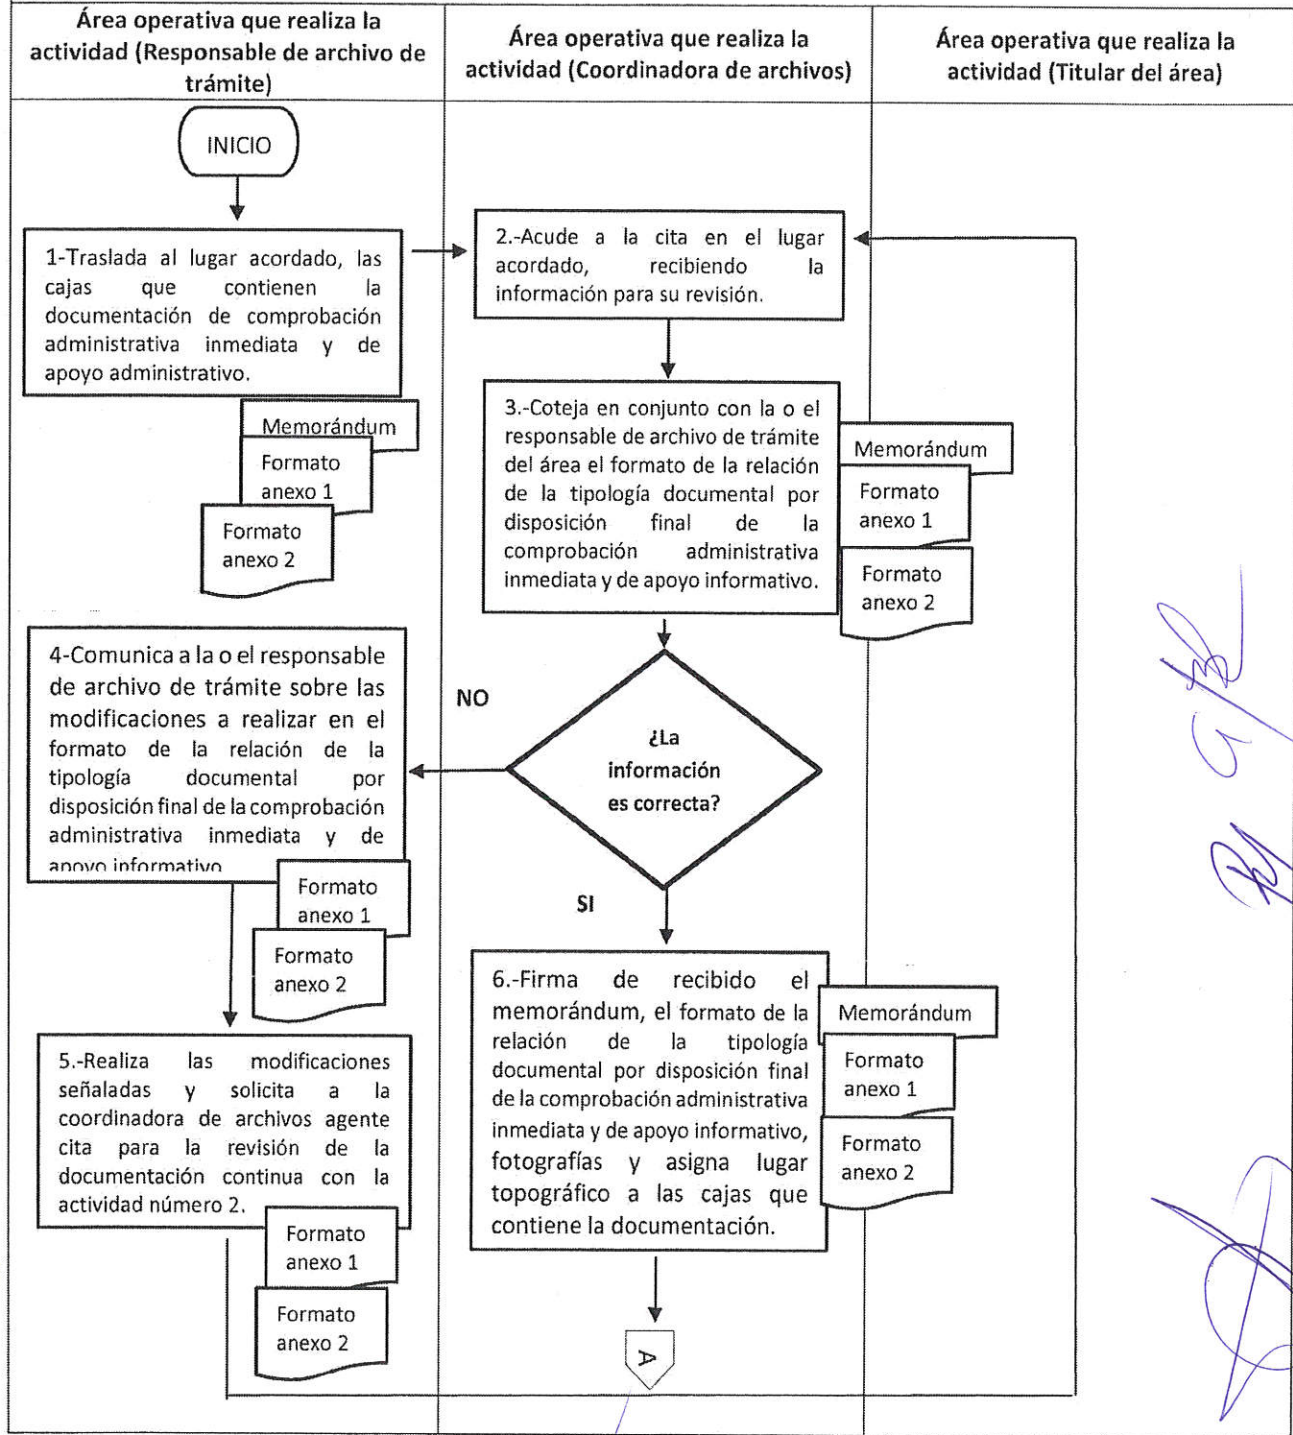 Área operativa que realiza la
actividad (Responsable de archivo de
trámite)
Área operativa que realiza la
actividad (Coordinadora de archivos)
Área operativa que realiza la
actividad (Titular del área)
INICIO
1-Traslada al lugar acordado, las
cajas que contienen la
documentación de comprobación
administrativa inmediata y de
apoyo administrativo.
Memorándum
Formato
anexo 1
Formato
anexo 2
2.-Acude a la cita en el lugar
acordado, recibiendo la
información para su revisión.
3.-Coteja en conjunto con la o el
responsable de archivo de trámite
del área el formato de la relación
de la tipología documental por
disposición final de la
comprobación administrativa
inmediata y de apoyo informativo.
Memorándum
Formato
anexo 1
Formato
anexo 2
¿La
información
es correcta?
NO
SI
4-Comunica a la o el responsable
de archivo de trámite sobre las
modificaciones a realizar en el
formato de la relación de la
tipología documental por
disposición final de la comprobación
administrativa inmediata y de
apoyo informativo
Formato
anexo 1
Formato
anexo 2
5.-Realiza las modificaciones
señaladas y solicita a la
coordinadora de archivos agente
cita para la revisión de la
documentación continua con la
actividad número 2.
Formato
anexo 1
Formato
anexo 2
6.-Firma de recibido el
memorándum, el formato de la
relación de la tipología
documental por disposición final
de la comprobación administrativa
inmediata y de apoyo informativo,
fotografías y asigna lugar
topográfico a las cajas que
contiene la documentación.
Memorándum
Formato
anexo 1
Formato
anexo 2
A